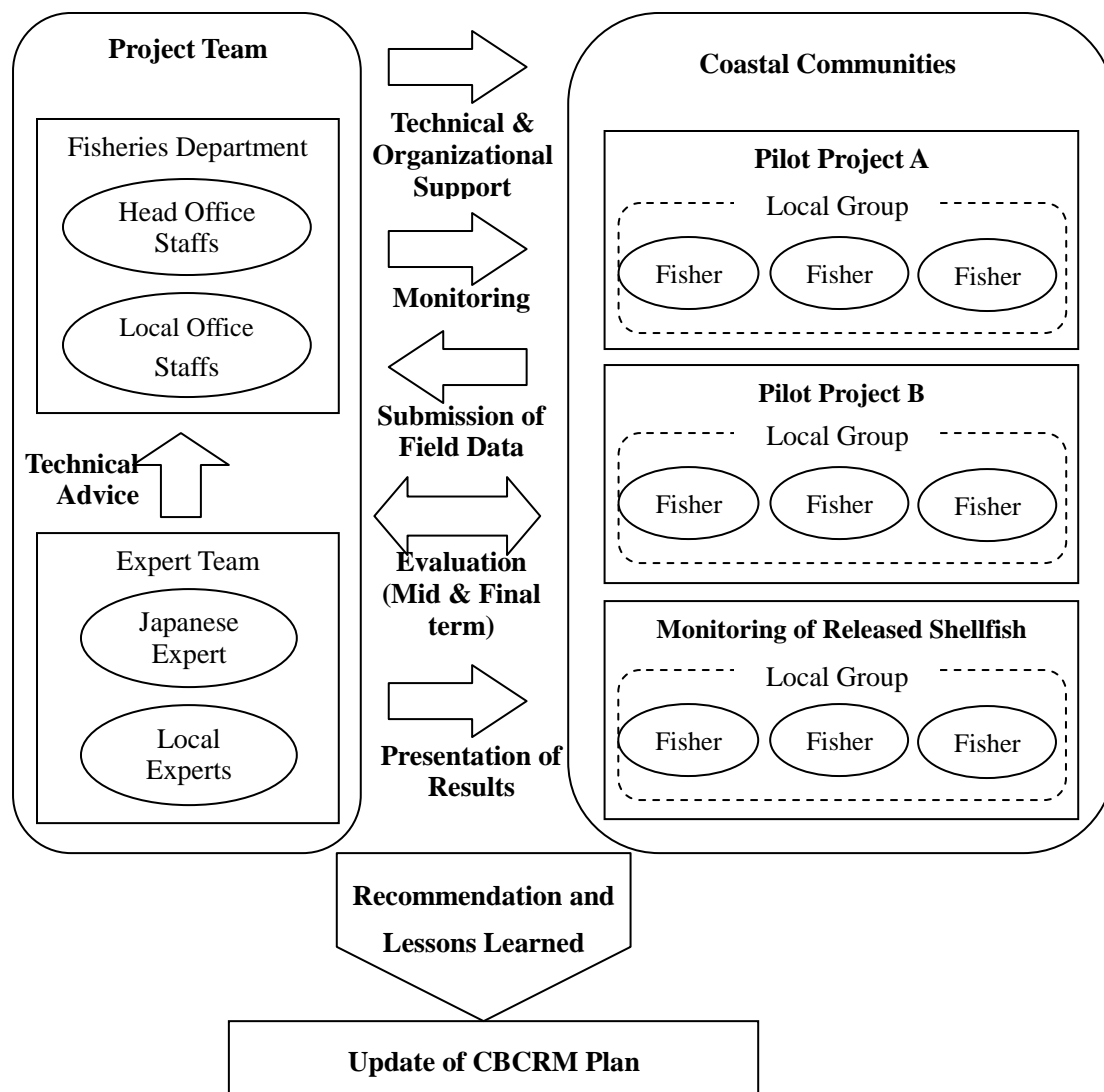 Project Team
Fisheries Department
Head Office
Staffs
Local Office
Staffs
Technical
Advice
Expert Team
Japanese
Expert
Local
Experts
Technical &
Organizational
Support
Monitoring
Submission of
Field Data
Evaluation
(Mid & Final
term)
Presentation of
Results
Coastal Communities
Pilot Project A
Local Group
Fisher
Fisher
Fisher
Pilot Project B
Local Group
Fisher
Fisher
Fisher
Monitoring of Released Shellfish
Local Group
Fisher
Fisher
Fisher
Recommendation and
Lessons Learned
Update of CBCRM Plan